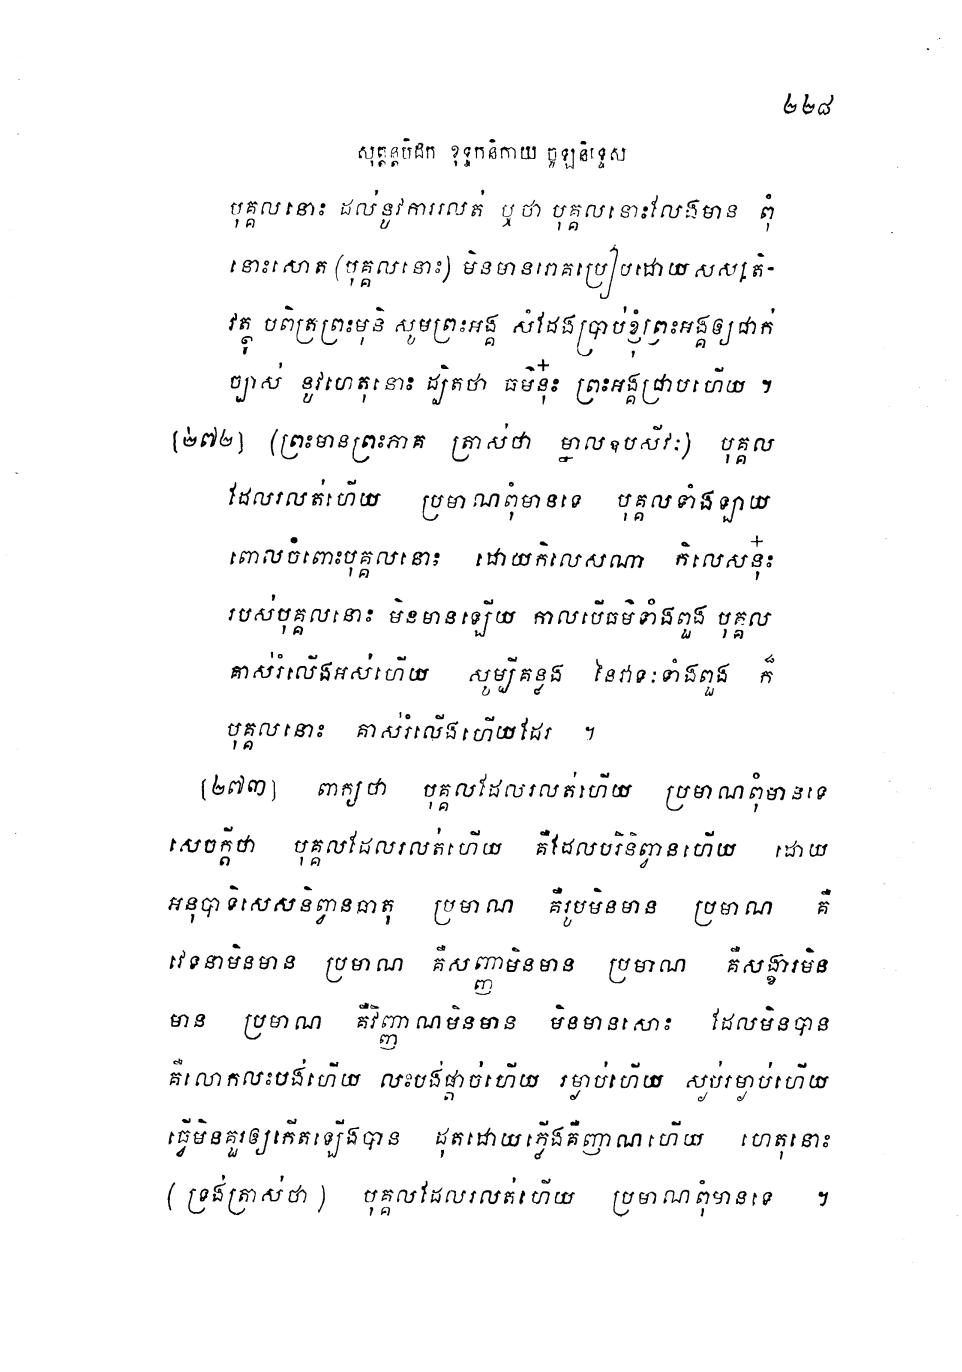 ២២៨
សុត្តន្តបិដក ខុទ្ទកនិកាយ ចូឡនិទ្ទេស
បុគ្គលនោះ ដល់នូវការរលត់ ឬថា បុគ្គលនោះលែងមាន ពុំ
នោះសោត (បុគ្គលនោះ) មិនមានរោគប្រៀបដោយសស្សតិ-
វត្ថុ បពិត្រព្រះមុនិ សូមព្រះអង្គ សំដែងប្រាប់ខ្ញុំព្រះអង្គឲ្យជាក់
ច្បាស់ នូវហេតុនោះ ដ្បិតថា ធម៌នុ៎ះ ព្រះអង្គជ្រាបហើយ ។
[២៧២] (ព្រះមានព្រះភាគ ត្រាស់ថា ម្នាលឧបសីវៈ) បុគ្គល
ដែលរលត់ហើយ ប្រមាណពុំមានទេ បុគ្គលទាំងឡាយ
ពោលចំពោះបុគ្គលនោះ ដោយកិលេសណា កិលេសនុ៎ះ
របស់បុគ្គលនោះ មិនមានឡើយ កាលបើធម៌ទាំងពួង បុគ្គល
គាស់រំលើងអស់ហើយ សូម្បីគន្លង នៃវាទៈទាំងពួង ក៏
បុគ្គលនោះ គាស់រំលើងហើយដែរ ។
[២៧៣] ពាក្យថា បុគ្គលដែលរលត់ហើយ ប្រមាណពុំមានទេ
សេចក្តីថា បុគ្គលដែលរលត់ហើយ គឺដែលបរិនិព្វានហើយ ដោយ
អនុបាទិសេសនិព្វានធាតុ ប្រមាណ គឺរូបមិនមាន ប្រមាណ គឺ
វេទនាមិនមាន ប្រមាណ គឺសញ្ញាមិនមាន ប្រមាណ គឺសង្ខារមិន
មាន ប្រមាណ គឺវិញ្ញាណមិនមាន មិនមានសោះ ដែលមិនបាន
គឺលោកលះបង់ហើយ លះបង់ផ្តាច់ហើយ រម្ងាប់ហើយ ស្ងប់រម្ងាប់ហើយ
ធ្វើមិនគួរឲ្យកើតឡើងបាន ដុតដោយភ្លើងគឺញាណហើយ ហេតុនោះ
(ទ្រង់ត្រាស់ថា) បុគ្គលដែលរលត់ហើយ ប្រមាណពុំមានទេ ។